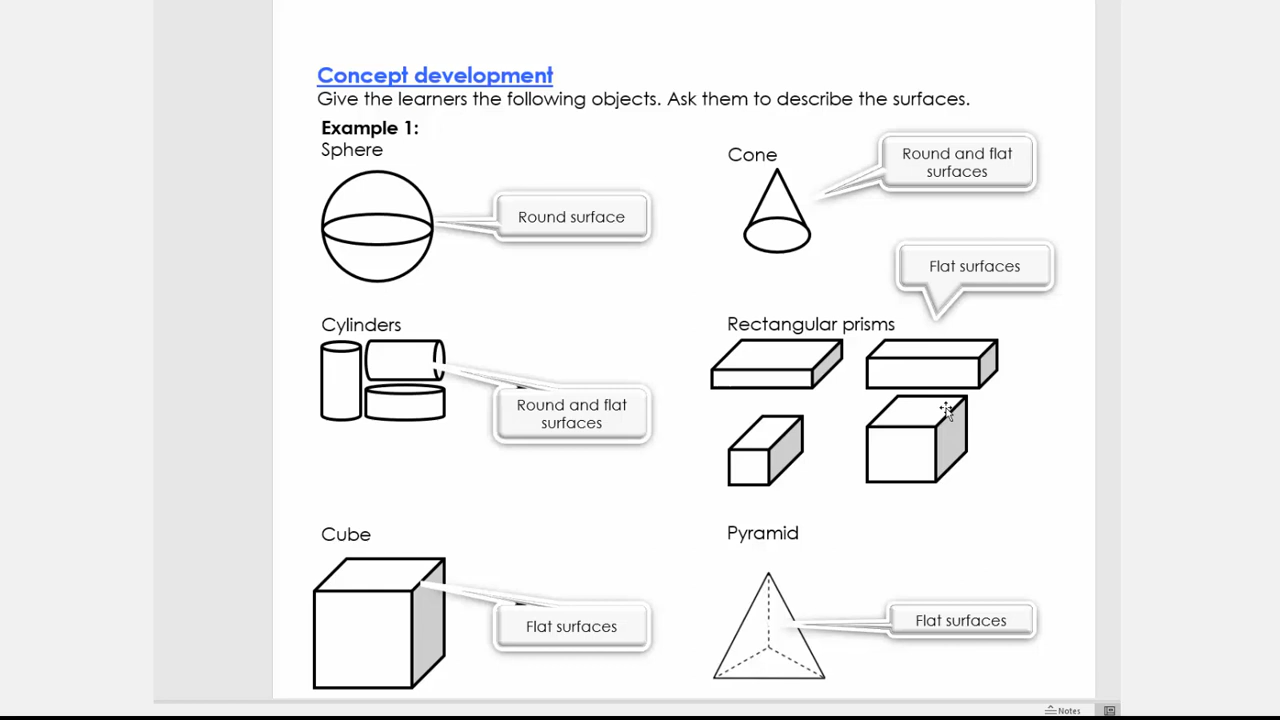 Concept development
Give the learners the following objects. Ask them to describe the surfaces.
Example 1:
Sphere
Round surface
Cone
Round and flat
surfaces
Cylinders
Round and flat
surfaces
Rectangular prisms
Flat surfaces
Cube
Flat surfaces
Pyramid
Flat surfaces
Notes